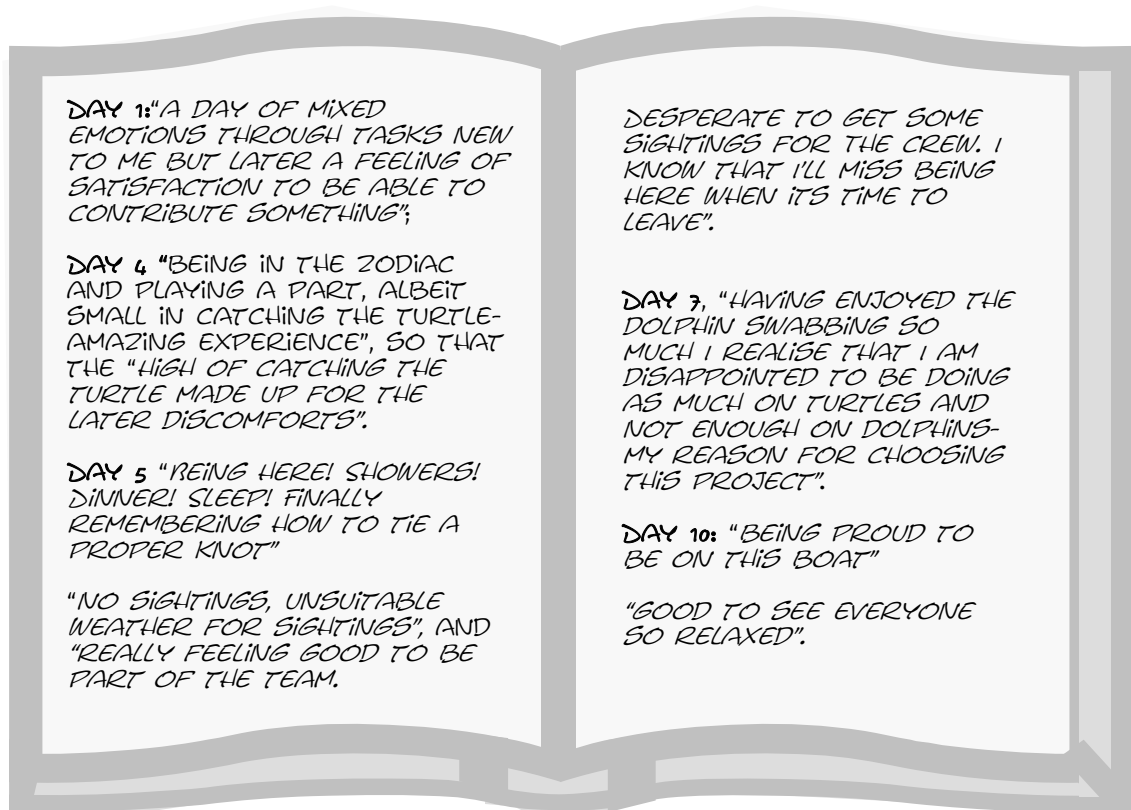 DAY 1:“A DAY OF MIXED
EMOTIONS THROUGH TASKS NEW
TO ME BUT LATER A FEELING OF
SATISFACTION TO BE ABLE TO
CONTRIBUTE SOMETHING”;
DAY 4 “BEING IN THE ZODIAC
AND PLAYING A PART, ALBEIT
SMALL IN CATCHING THE TURTLE-
AMAZING EXPERIENCE”, SO THAT
THE “HIGH OF CATCHING THE
TURTLE MADE UP FOR THE
LATER DISCOMFORTS”.
DAY 5 “BEING HERE! SHOWERS!
DINNER! SLEEP! FINALLY
REMEMBERING HOW TO TIE A
PROPER KNOT”
“NO SIGHTINGS, UNSUITABLE
WEATHER FOR SIGHTINGS”, AND
“REALLY FEELING GOOD TO BE
PART OF THE TEAM.
DESPERATE TO GET SOME
SIGHTINGS FOR THE CREW. I
KNOW THAT I’LL MISS BEING
HERE WHEN ITS TIME TO
LEAVE”.
DAY 7, “HAVING ENJOYED THE
DOLPHIN SWABBING SO
MUCH I REALISE THAT I AM
DISAPPOINTED TO BE DOING
AS MUCH ON TURTLES AND
NOT ENOUGH ON DOLPHINS-
MY REASON FOR CHOOSING
THIS PROJECT”.
DAY 10: “BEING PROUD TO
BE ON THIS BOAT”
“GOOD TO SEE EVERYONE
SO RELAXED”.